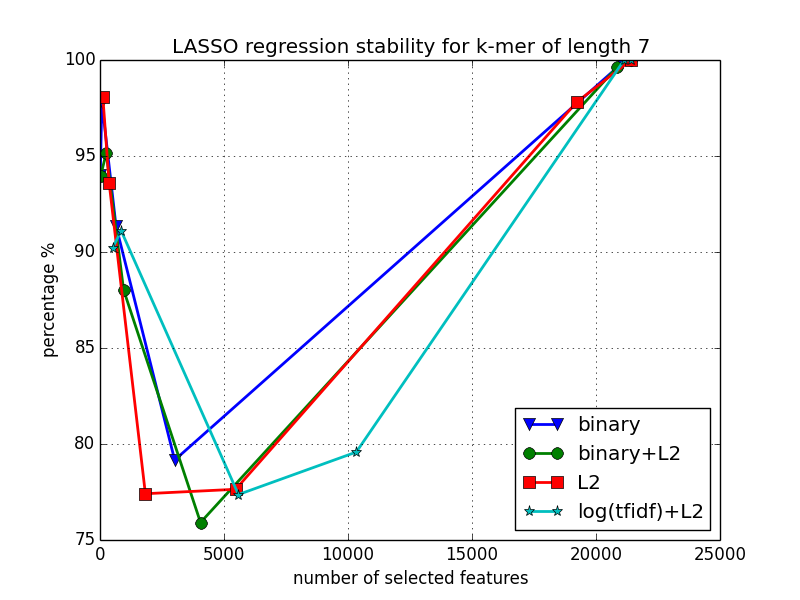 LASSO regression stability for k-mer of length 7
percentage %
100
95
90
85
80
75
0 5000 10000 15000 20000 25000
number of selected features
binary
binary+L2
L2
log(tfidf)+L2